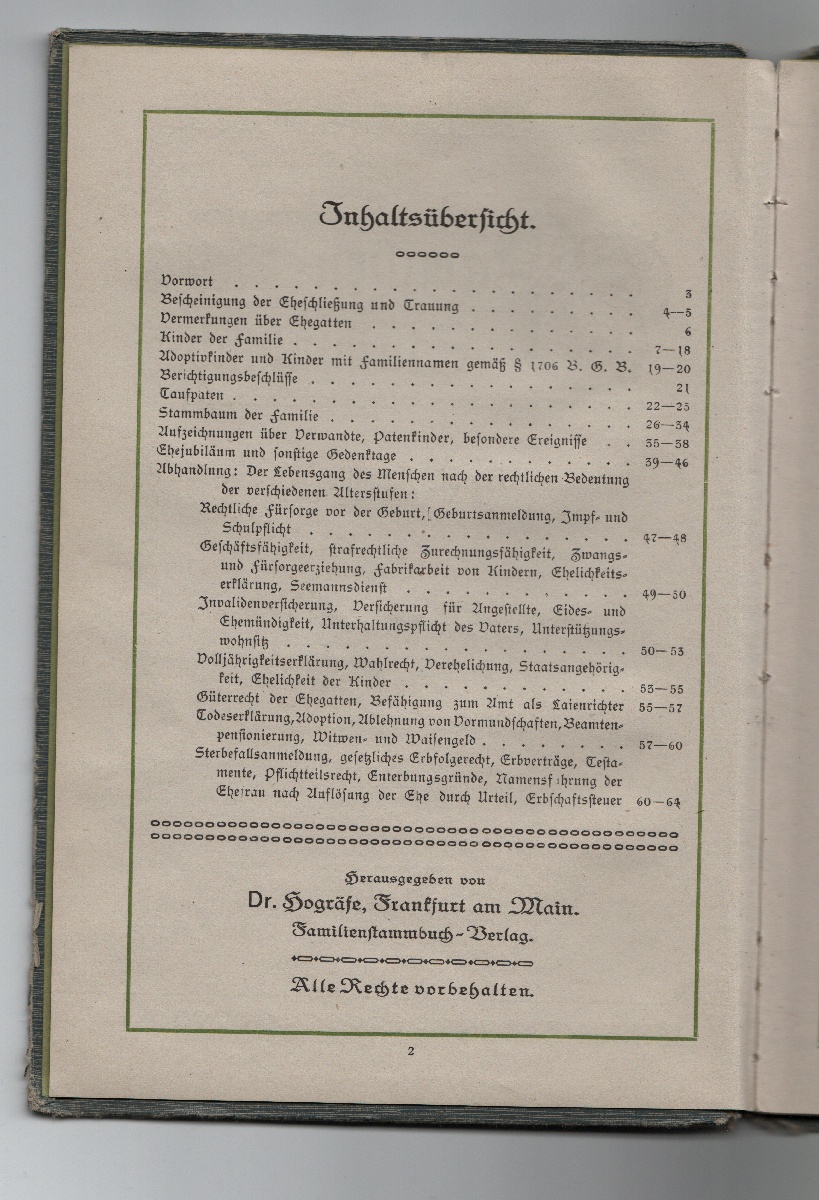 Inhaltsübersicht.
Vorwort . . . . . . . . . . . . . . . . . . . . 3
Bescheinigung der Eheschließung und Trauung . . . . . . . . . 4—5
Vermerkungen über Ehegatten . . . . . . . . . . . . . . 6
Kinder der Familie . . . . . . . . . . . . . . . . . 7—18
Adoptivkinder und Kinder mit Familiennamen gemäß § 1706 B. G. B. 19—20
Berichtigungsbeschlüsse . . . . . . . . . . . . . . . . 21
Taufpaten . . . . . . . . . . . . . . . . . . . . 22—25
Stammbaum der Familie . . . . . . . . . . . . . . . . 26—34
Aufzeichnungen über Verwandte, Patenkinder, besondere Ereignisse . . 35—38
Ehejubiläum und sonstige Gedenktage . . . . . . . . . . . . 39—46
Abhandlung: Der Lebensgang des Menschen nach der rechtlichen Bedeutung
der verschiedenen Altersstufen:
Rechtliche Fürsorge vor der Geburt, Geburtsanmeldung, Impf- und
Schulpflicht . . . . . . . . . . . . . . . . . 47—48
Geschäftsfähigkeit, strafrechtliche Zurechnungsfähigkeit, Zwangs-
und Fürsorgeerziehung, Fabrikarbeit von Kindern, Ehelichkeits-
erklärung, Seemannsdienst . . . . . . . . . . . . 49—50
Invalidenversicherung, Versicherung für Angestellte, Eides- und
Ehemündigkeit, Unterhaltungspflicht des Vaters, Unterstützungs-
wohnsitz . . . . . . . . . . . . . . . . . . 50—53
Volljährigkeitserklärung, Wahlrecht, Verehelichung, Staatsangehörig-
keit, Ehelichkeit der Kinder . . . . . . . . . . . . 53—55
Güterrecht der Ehegatten, Befähigung zum Amt als Laienrichter 55—57
Todeserklärung, Adoption, Ablehnung von Vormundschaften, Beamten-
pensionierung, Witwen- und Waisengeld . . . . . . . . 57—60
Sterbefallsanmeldung, gesetzliches Erbfolgerecht, Erbverträge, Testa-
mente, Pflichtteilsrecht, Enterbungsgründe, Namensführung der
Ehefrau nach Auflösung der Ehe durch Urteil, Erbschaftssteuer 60—64
Herausgegeben von
Dr. Hogräfe, Frankfurt am Main.
Familienstammbuch-Verlag.
Alle Rechte vorbehalten.
2